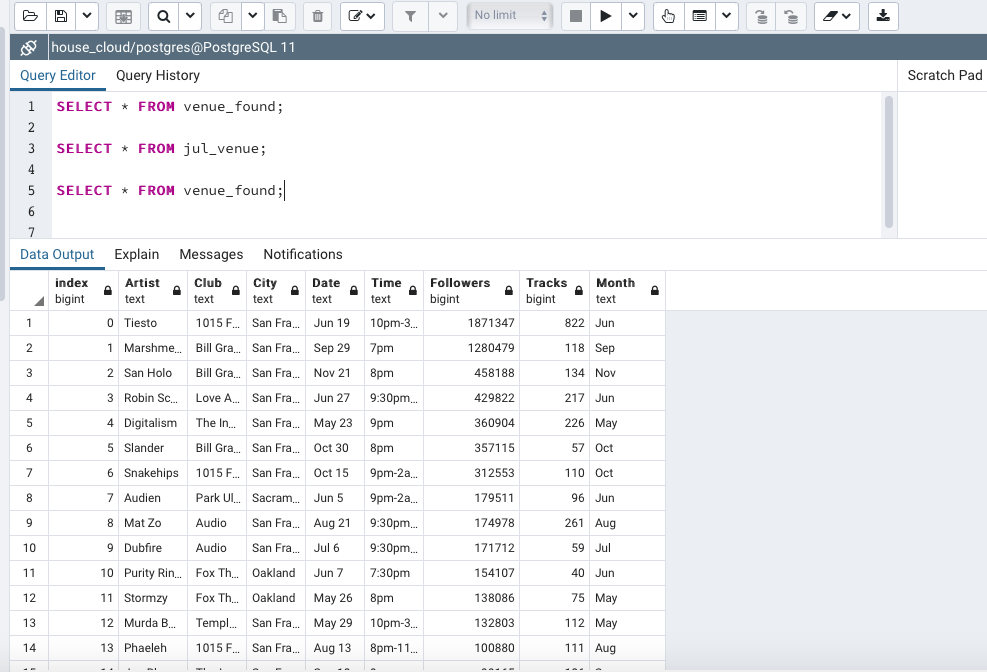 No limit
house_cloud/postgres@PostgreSQL 11
Query Editor Query History Scratch Pad
1 SELECT * FROM venue_found;
2
3 SELECT * FROM jul_venue;
4
5 SELECT * FROM venue_found;
6
7
Data Output Explain Messages Notifications
index Artist Club City Date Time Followers Tracks Month
bigint text text text text text bigint bigint text
1 0 Tiesto 1015 F... San Fra... Jun 19 10pm-3... 1871347 822 Jun
2 1 Marshme... Bill Gra... San Fra... Sep 29 7pm 1280479 118 Sep
3 2 San Holo Bill Gra... San Fra... Nov 21 8pm 458188 134 Nov
4 3 Robin Sc... Love A... San Fra... Jun 27 9:30pm... 429822 217 Jun
5 4 Digitalism The In... San Fra... May 23 9pm 360904 226 May
6 5 Slander Bill Gra... San Fra... Oct 30 8pm 357115 57 Oct
7 6 Snakehips 1015 F... San Fra... Oct 15 9pm-2a... 312553 110 Oct
8 7 Audien Park Ul... Sacram... Jun 5 9pm-2a... 179511 96 Jun
9 8 Mat Zo Audio San Fra... Aug 21 9:30pm... 174978 261 Aug
10 9 Dubfire Audio San Fra... Jul 6 9:30pm... 171712 59 Jul
11 10 Purity Rin... Fox Th... Oakland Jun 7 7:30pm 154107 40 Jun
12 11 Stormzy Fox Th... Oakland May 26 8pm 138086 75 May
13 12 Murda B... Templ... San Fra... May 29 10pm-3... 132803 112 May
14 13 Phaeleh 1015 F... San Fra... Aug 13 8pm-11... 100880 111 Aug